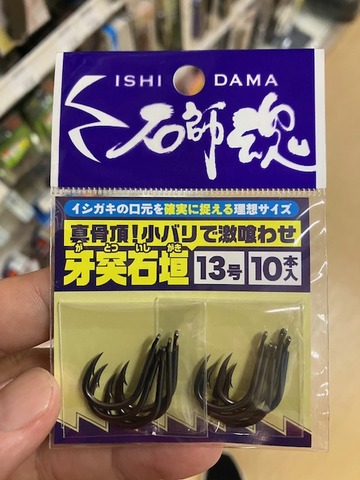 ISHI DAMA
石師魂
イシガキの口元を確実に捉える理想サイズ
真骨頂!小バリで激喰わせ
が とつ いし がき
牙突石垣 13号 10本入